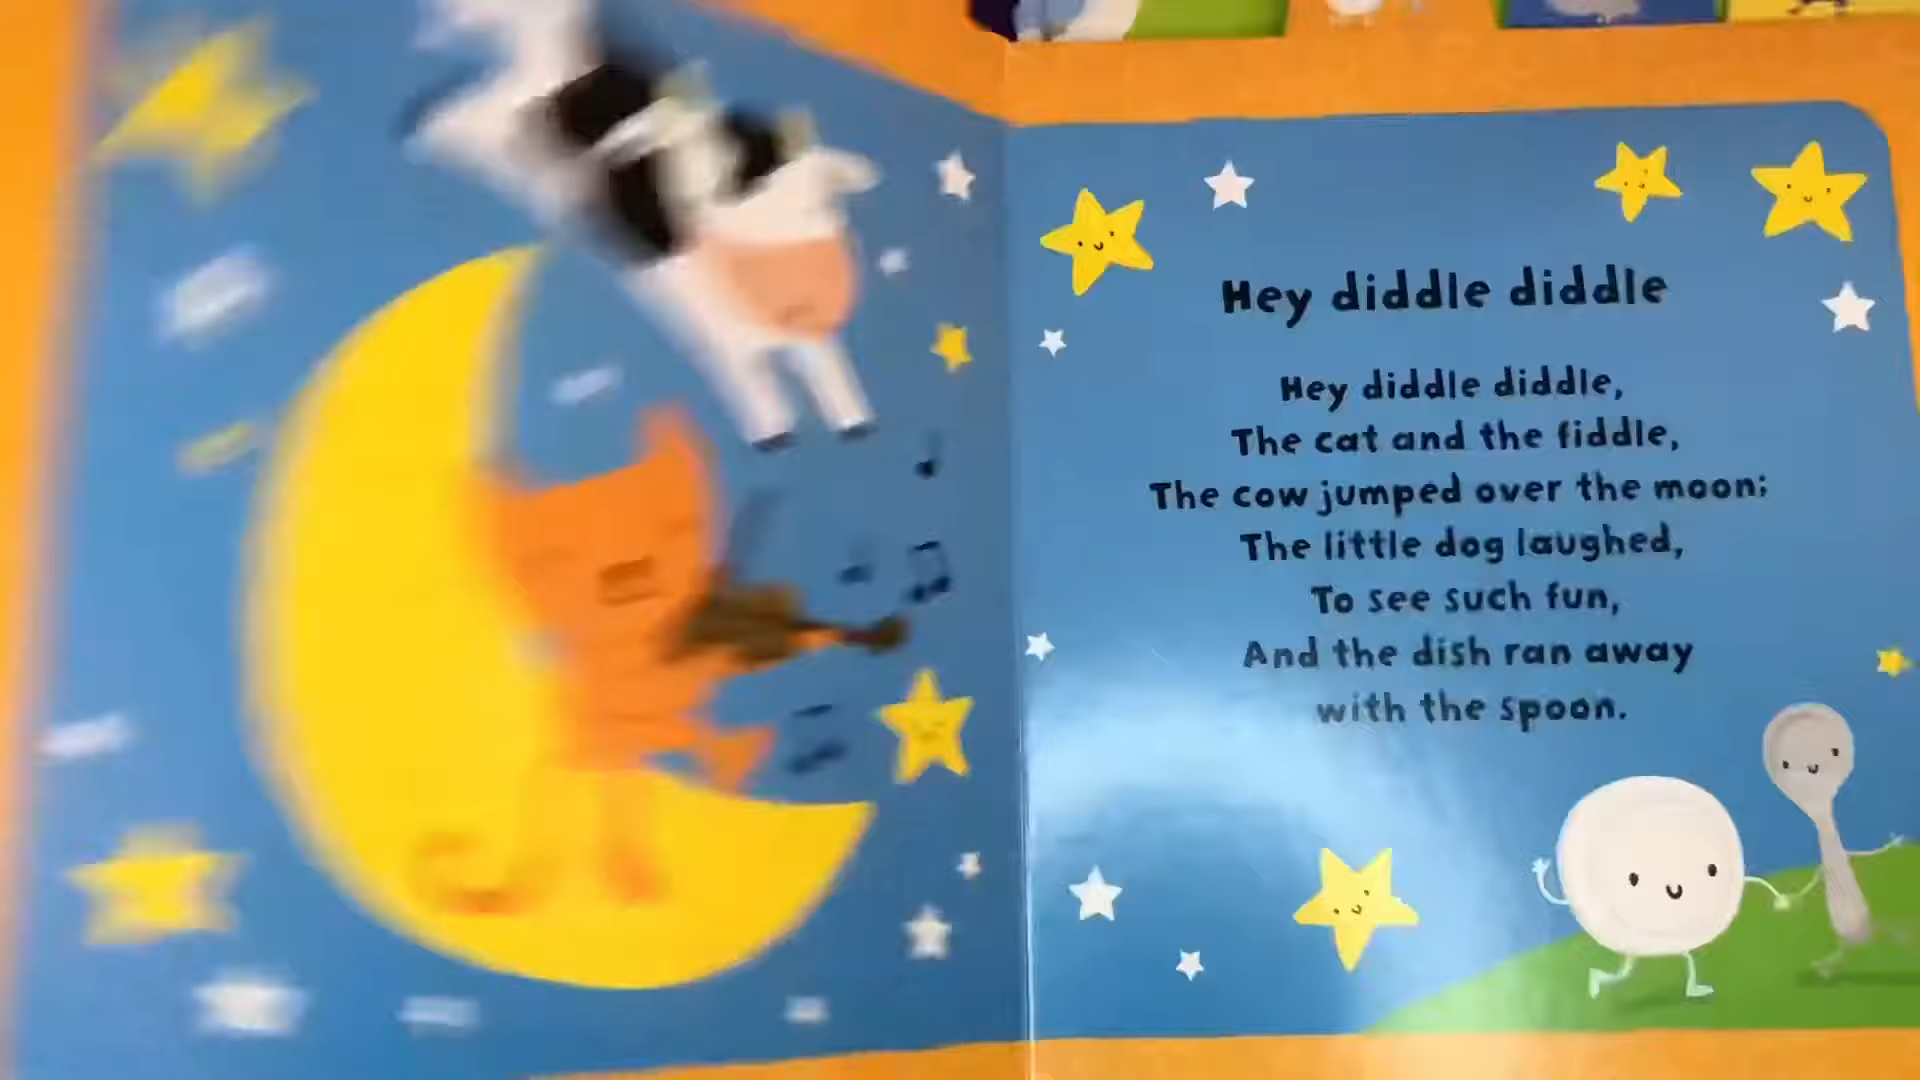 Hey diddle diddle
Hey diddle diddle,
The cat and the fiddle,
The cow jumped over the moon;
The little dog laughed,
To see such fun,
And the dish ran away
with the spoon.